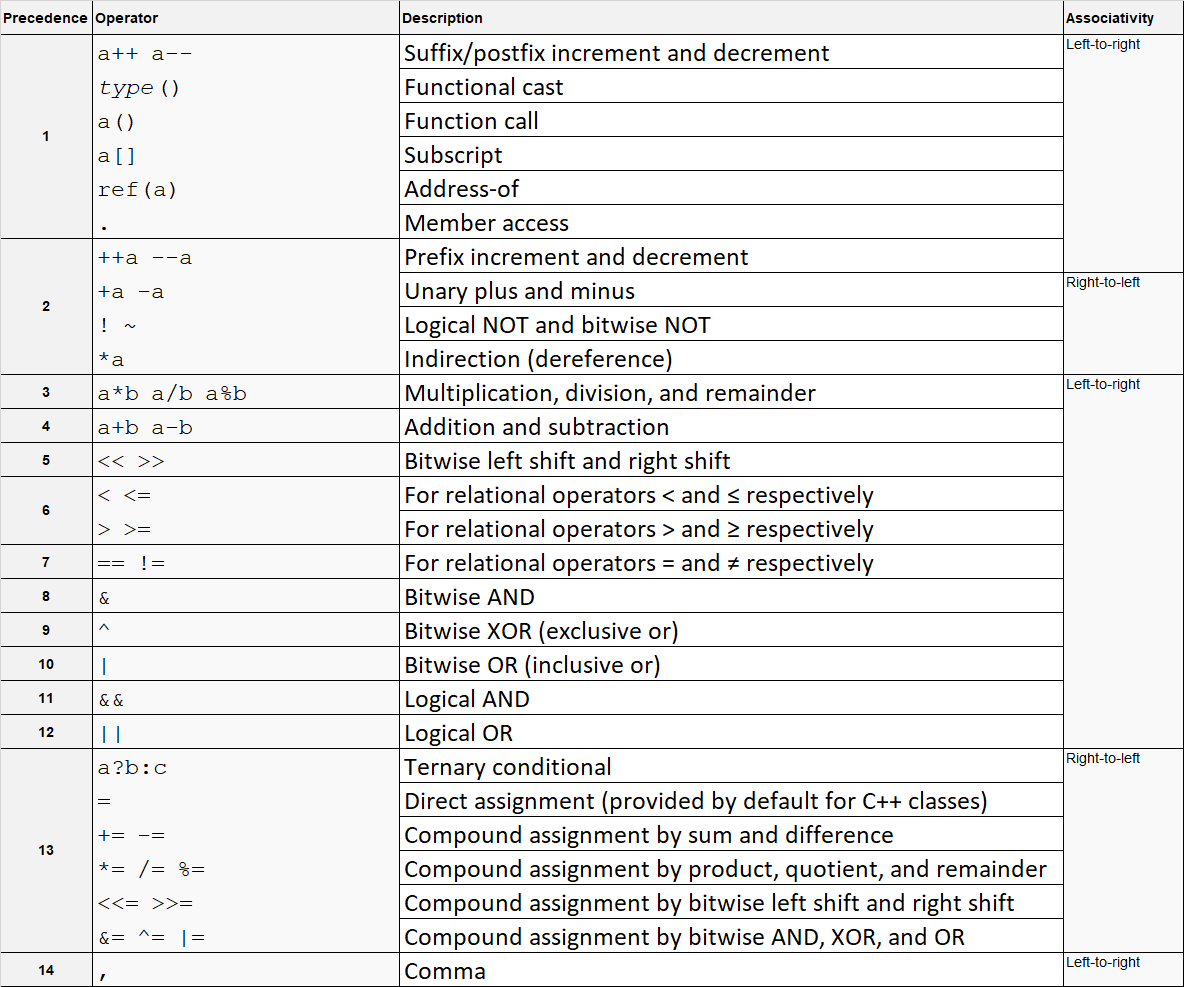 Precedence Operator Description Associativity
1 a++ a-- Suffix/postfix increment and decrement Left-to-right
type() Functional cast
a() Function call
a[] Subscript
ref(a) Address-of
. Member access
2 ++a --a Prefix increment and decrement
+a -a Unary plus and minus Right-to-left
! ~ Logical NOT and bitwise NOT
*a Indirection (dereference)
3 a*b a/b a%b Multiplication, division, and remainder Left-to-right
4 a+b a-b Addition and subtraction
5 << >> Bitwise left shift and right shift
6 < <= For relational operators < and ≤ respectively
> >= For relational operators > and ≥ respectively
7 == != For relational operators = and ≠ respectively
8 & Bitwise AND
9 ^ Bitwise XOR (exclusive or)
10 | Bitwise OR (inclusive or)
11 && Logical AND
12 || Logical OR
13 a?b:c Ternary conditional Right-to-left
= Direct assignment (provided by default for C++ classes)
+= -= Compound assignment by sum and difference
*= /= %= Compound assignment by product, quotient, and remainder
<<= >>= Compound assignment by bitwise left shift and right shift
&= ^= |= Compound assignment by bitwise AND, XOR, and OR
14 , Comma Left-to-right